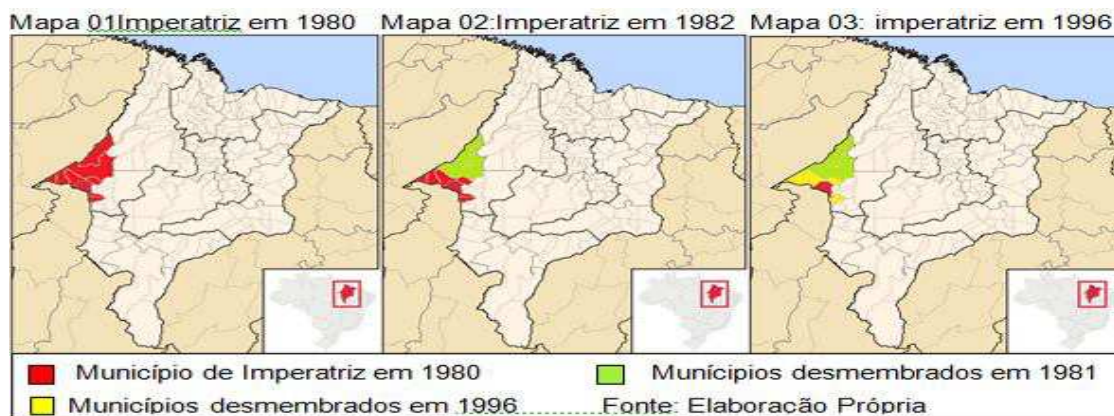 Mapa 01Imperatriz em 1980
Mapa 02:Imperatriz em 1982
Mapa 03: imperatriz em 1996
Município de Imperatriz em 1980
Munícipios desmembrados em 1981
Municípios desmembrados em 1996
Fonte: Elaboração Própria